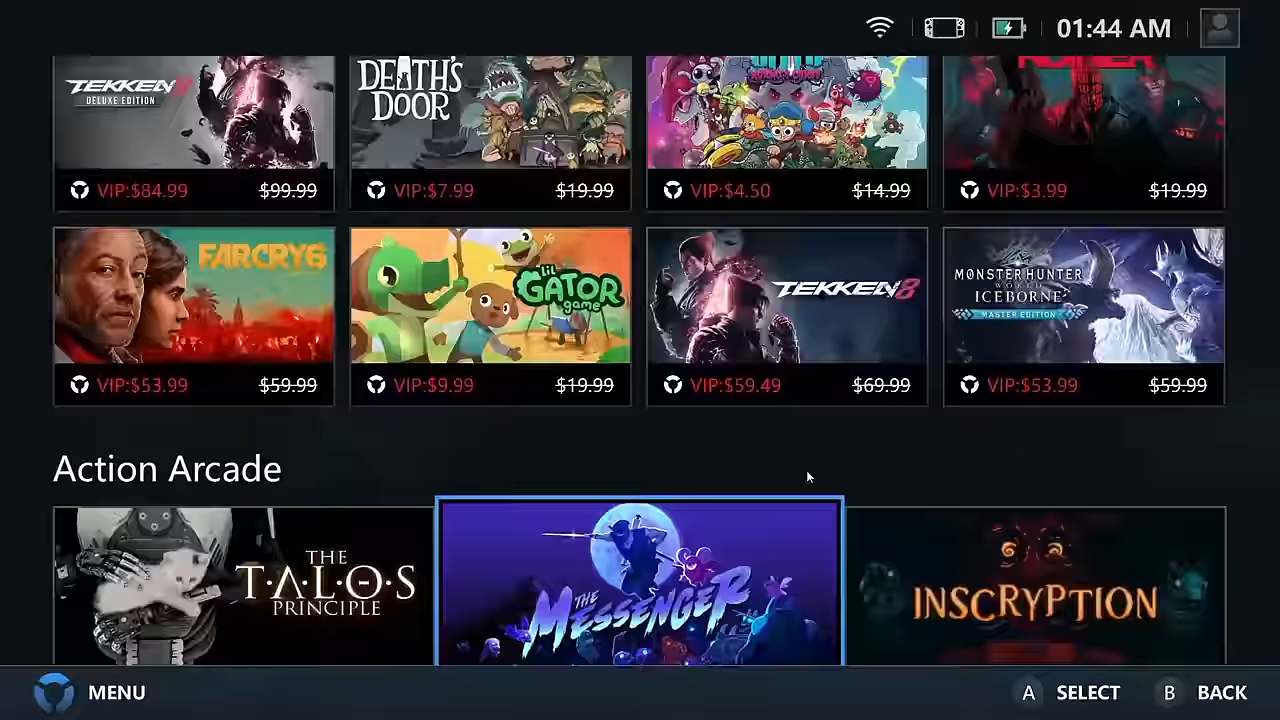 01:44 AM
TEKKEN 8
DELUXE EDITION
DEATH'S
DOOR
VIP:$84.99 $99.99
VIP:$7.99 $19.99
VIP:$4.50 $14.99
VIP:$3.99 $19.99
FARCRY6
lil
GATOR
game
TEKKEN 8
MONSTER HUNTER
WORLD
ICEBORNE
MASTER EDITION
VIP:$53.99 $59.99
VIP:$9.99 $19.99
VIP:$59.49 $69.99
VIP:$53.99 $59.99
Action Arcade
THE
T·A·L·O·S
PRINCIPLE
THE
MESSENGER
INSCRYPTION
MENU
A SELECT
B BACK